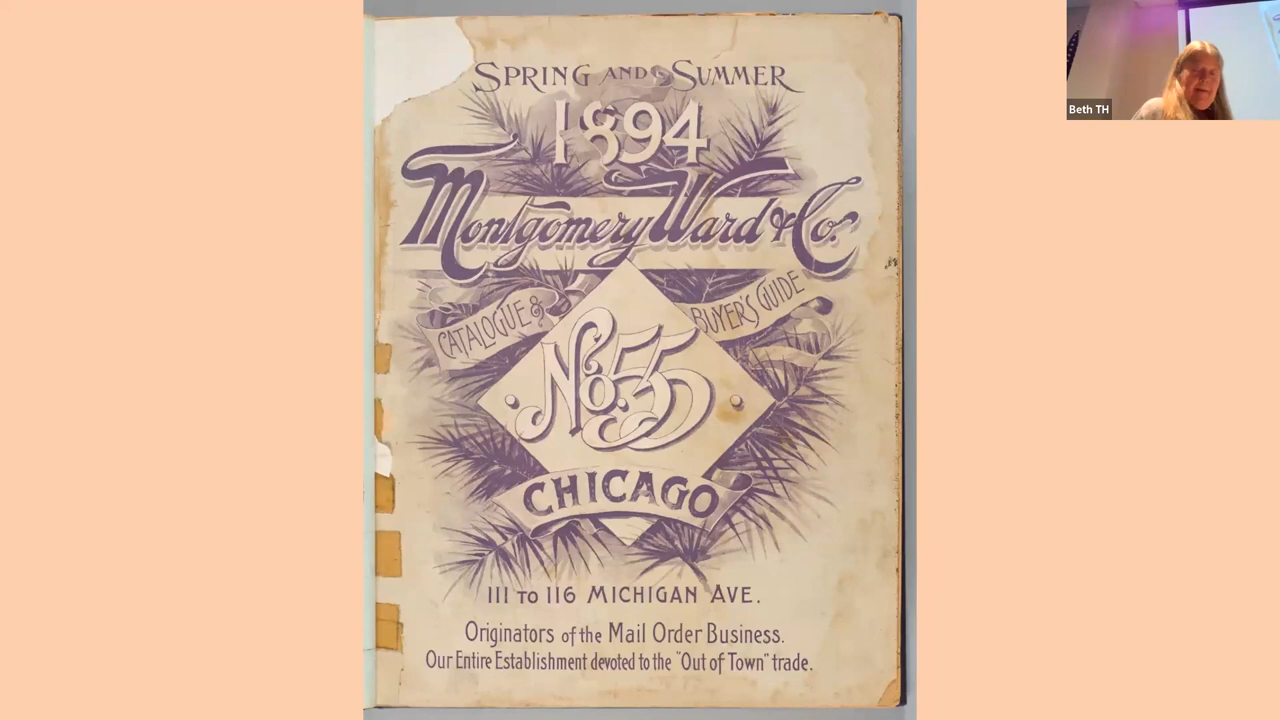 SPRING AND SUMMER
1894
Montgomery Ward & Co.
CATALOGUE &
BUYER'S GUIDE
No. 55
CHICAGO
111 TO 116 MICHIGAN AVE.
Originators of the Mail Order Business.
Our Entire Establishment devoted to the "Out of Town" trade.
Beth TH